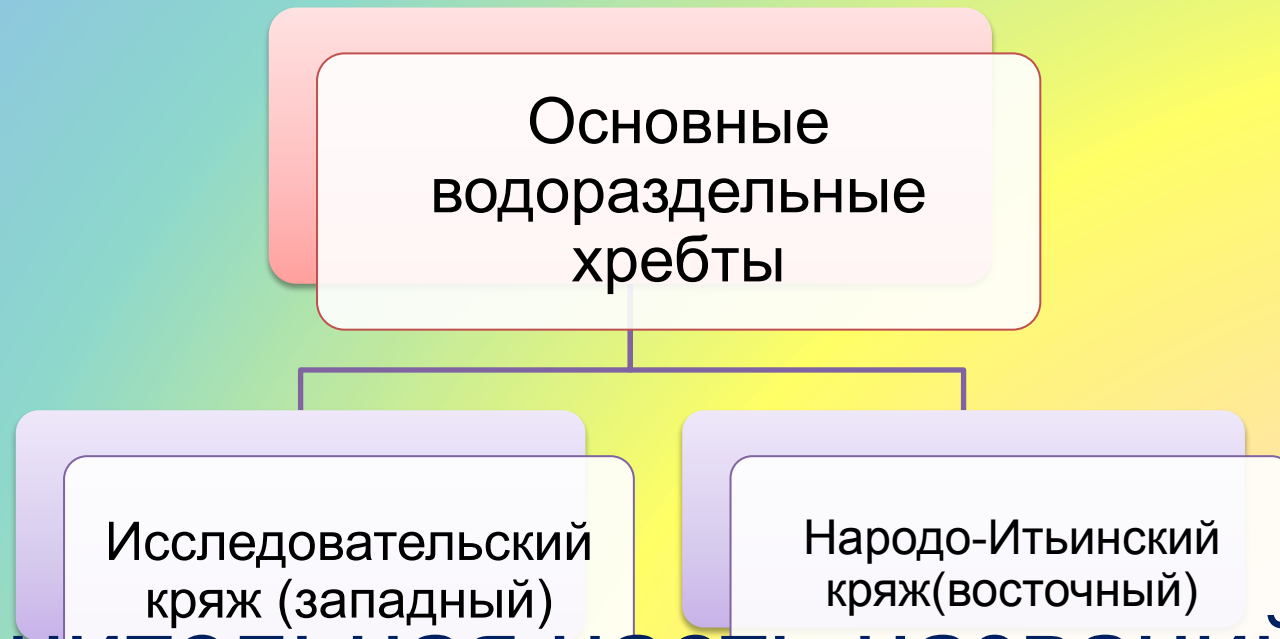 Основные
водораздельные
хребты
Исследовательский
кряж (западный)
Народо-Итьинский
кряж(восточный)